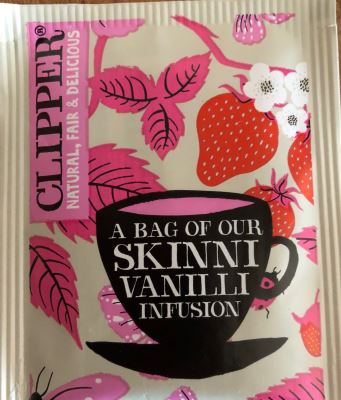 CLIPPER®
NATURAL, FAIR & DELICIOUS
A BAG OF OUR
SKINNI
VANILLI
INFUSION